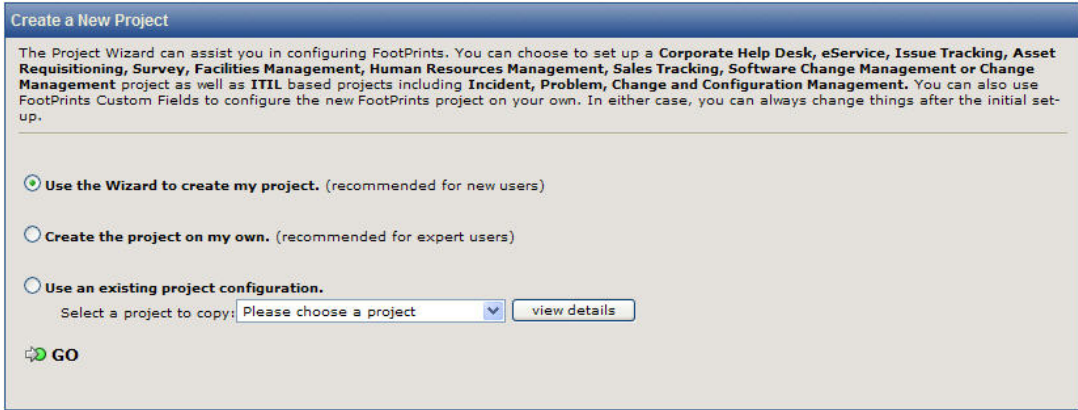 Create a New Project
The Project Wizard can assist you in configuring FootPrints. You can choose to set up a Corporate Help Desk, eService, Issue Tracking, Asset
Requisitioning, Survey, Facilities Management, Human Resources Management, Sales Tracking, Software Change Management or Change
Management project as well as ITIL based projects including Incident, Problem, Change and Configuration Management. You can also use
FootPrints Custom Fields to configure the new FootPrints project on your own. In either case, you can always change things after the initial set-
up.
Use the Wizard to create my project. (recommended for new users)
Create the project on my own. (recommended for expert users)
Use an existing project configuration.
Select a project to copy: Please choose a project view details
GO